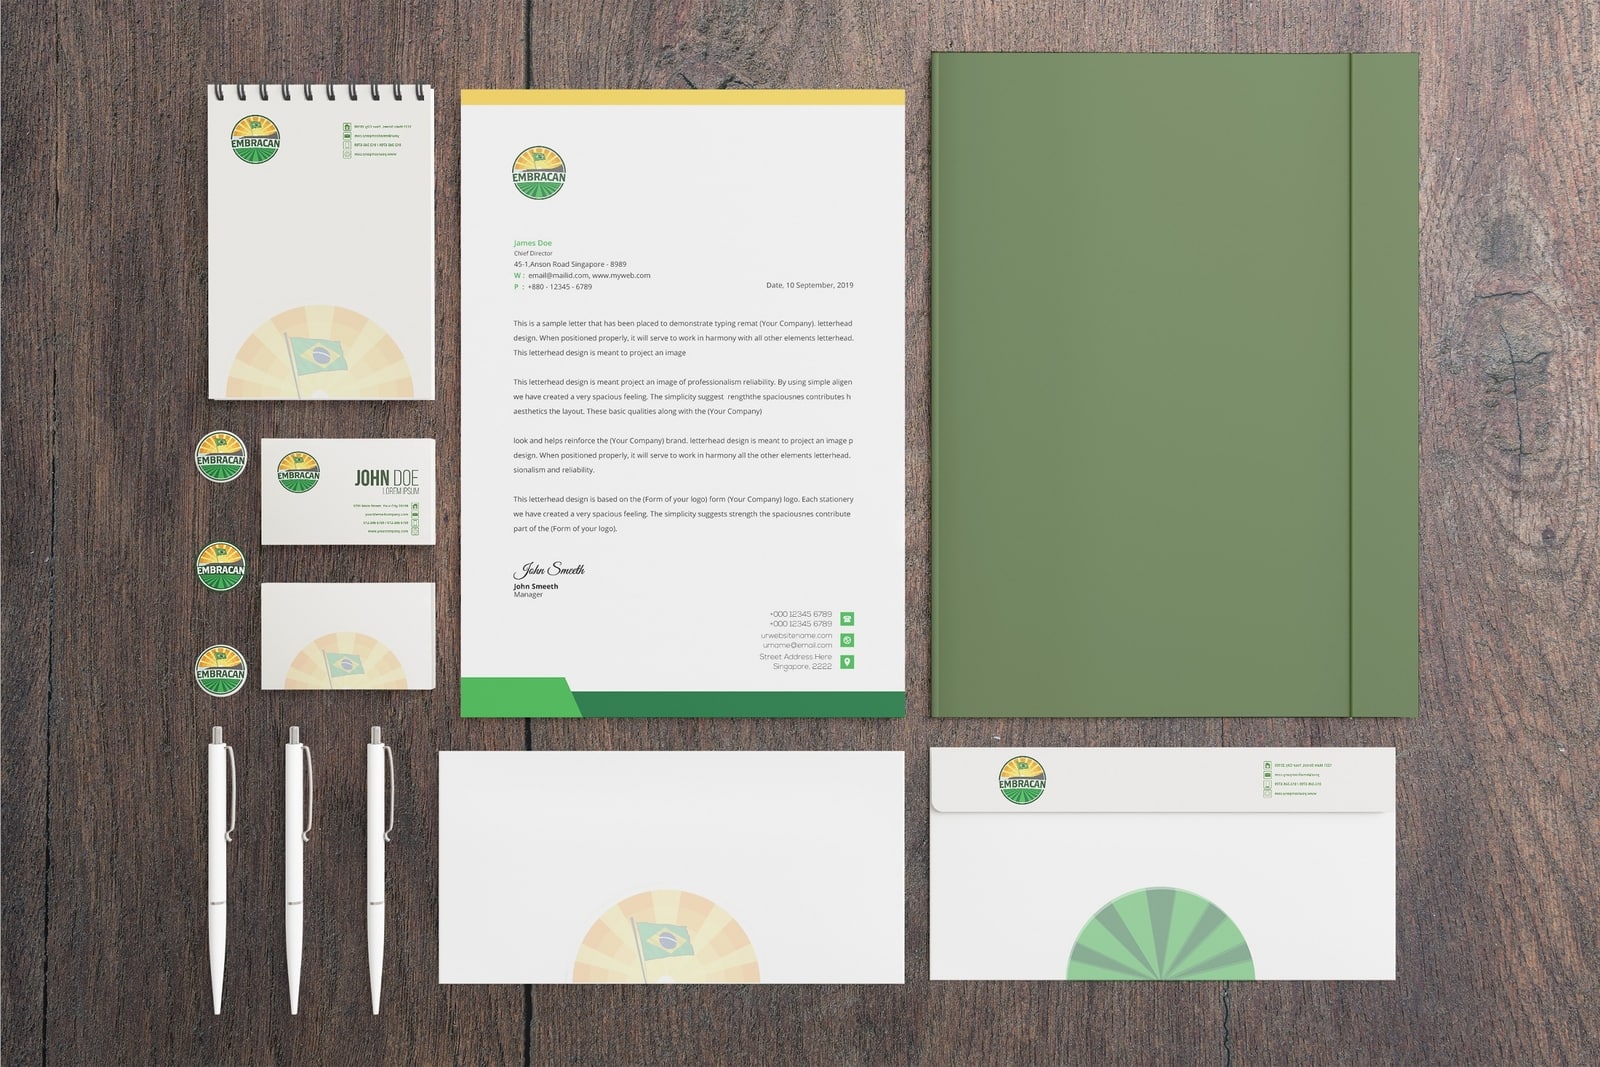 EMBRACAN
EMBRACAN
James Doe
Chief Director
45-1,Anson Road Singapore - 8989
W : email@mailid.com, www.myweb.com
P : +880 - 12345 - 6789
Date, 10 September, 2019
This is a sample letter that has been placed to demonstrate typing remat (Your Company). letterhead
design. When positioned properly, it will serve to work in harmony with all other elements letterhead.
This letterhead design is meant to project an image
This letterhead design is meant project an image of professionalism reliability. By using simple aligen
we have created a very spacious feeling. The simplicity suggest rengththe spaciousnes contributes h
aesthetics the layout. These basic qualities along with the (Your Company)
look and helps reinforce the (Your Company) brand. letterhead design is meant to project an image p
design. When positioned properly, it will serve to work in harmony all the other elements letterhead.
sionalism and reliability.
This letterhead design is based on the (Form of your logo) form (Your Company) logo. Each stationery
we have created a very spacious feeling. The simplicity suggests strength the spaciousnes contribute
part of the (Form of your logo).
John Smeeth
John Smeeth
Manager
+000 12345 6789
+000 12345 6789
urwebsitename.com
urname@email.com
Street Address Here
Singapore, 2222
EMBRACAN
EMBRACAN
JOHN DOE
LOREM IPSUM
EMBRACAN
EMBRACAN
EMBRACAN